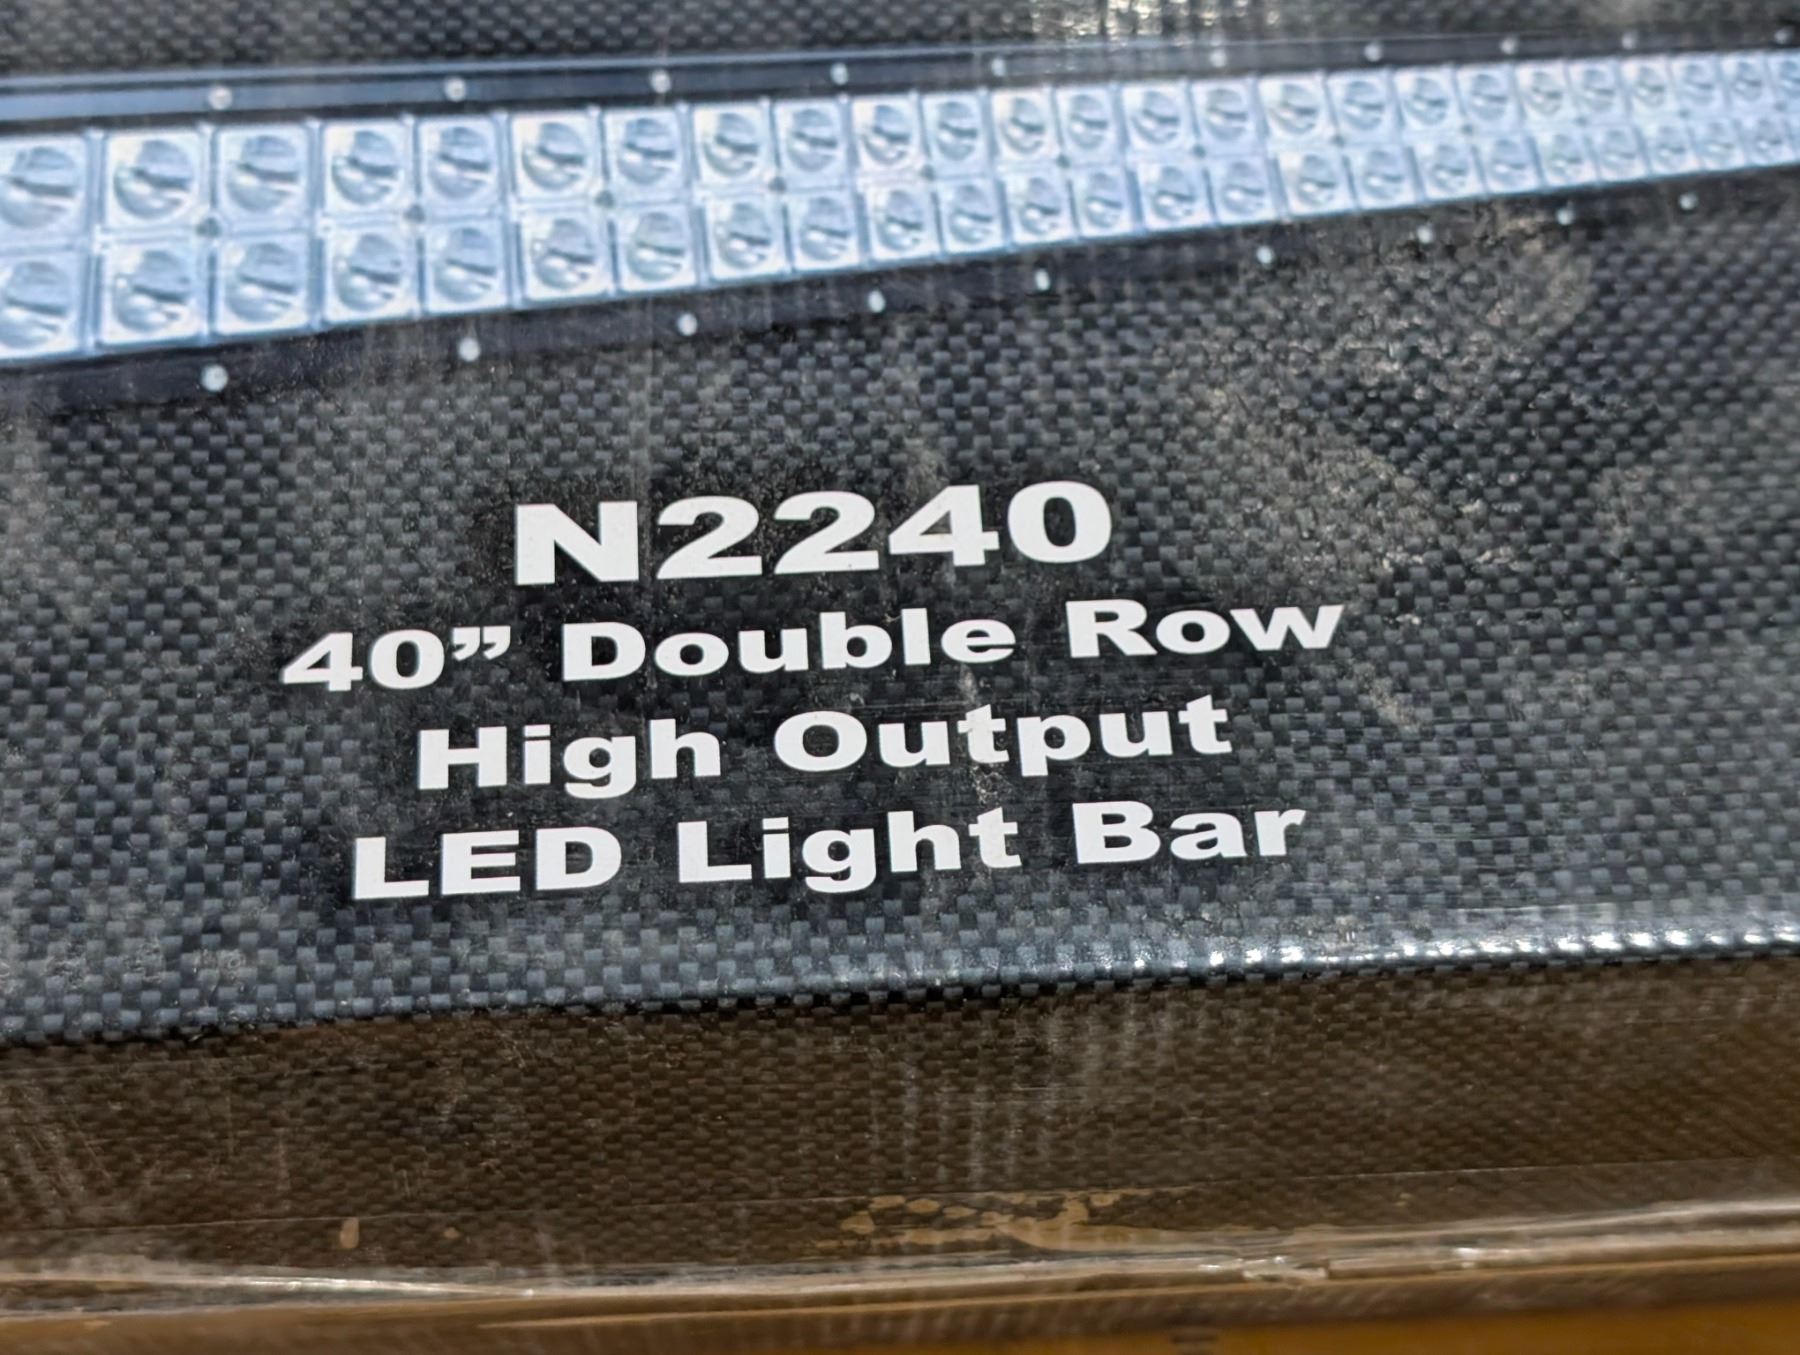 N2240
40” Double Row
High Output
LED Light Bar